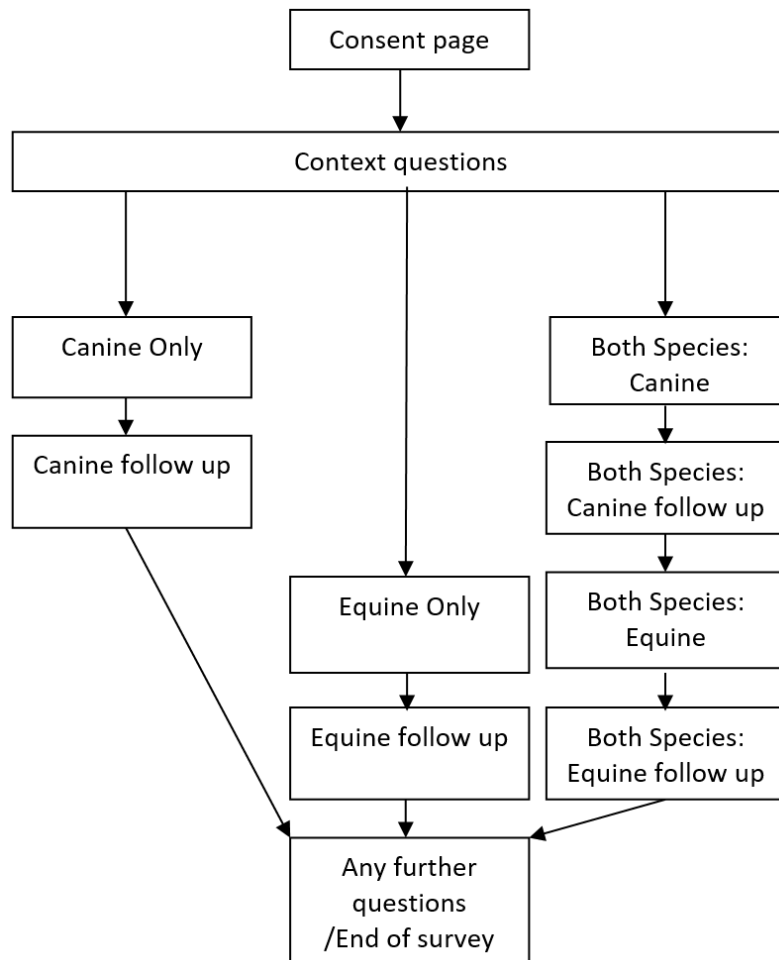 Consent page
Context questions
Canine Only
Canine follow up
Both Species:
Canine
Both Species:
Canine follow up
Equine Only
Both Species:
Equine
Equine follow up
Both Species:
Equine follow up
Any further
questions
/End of survey